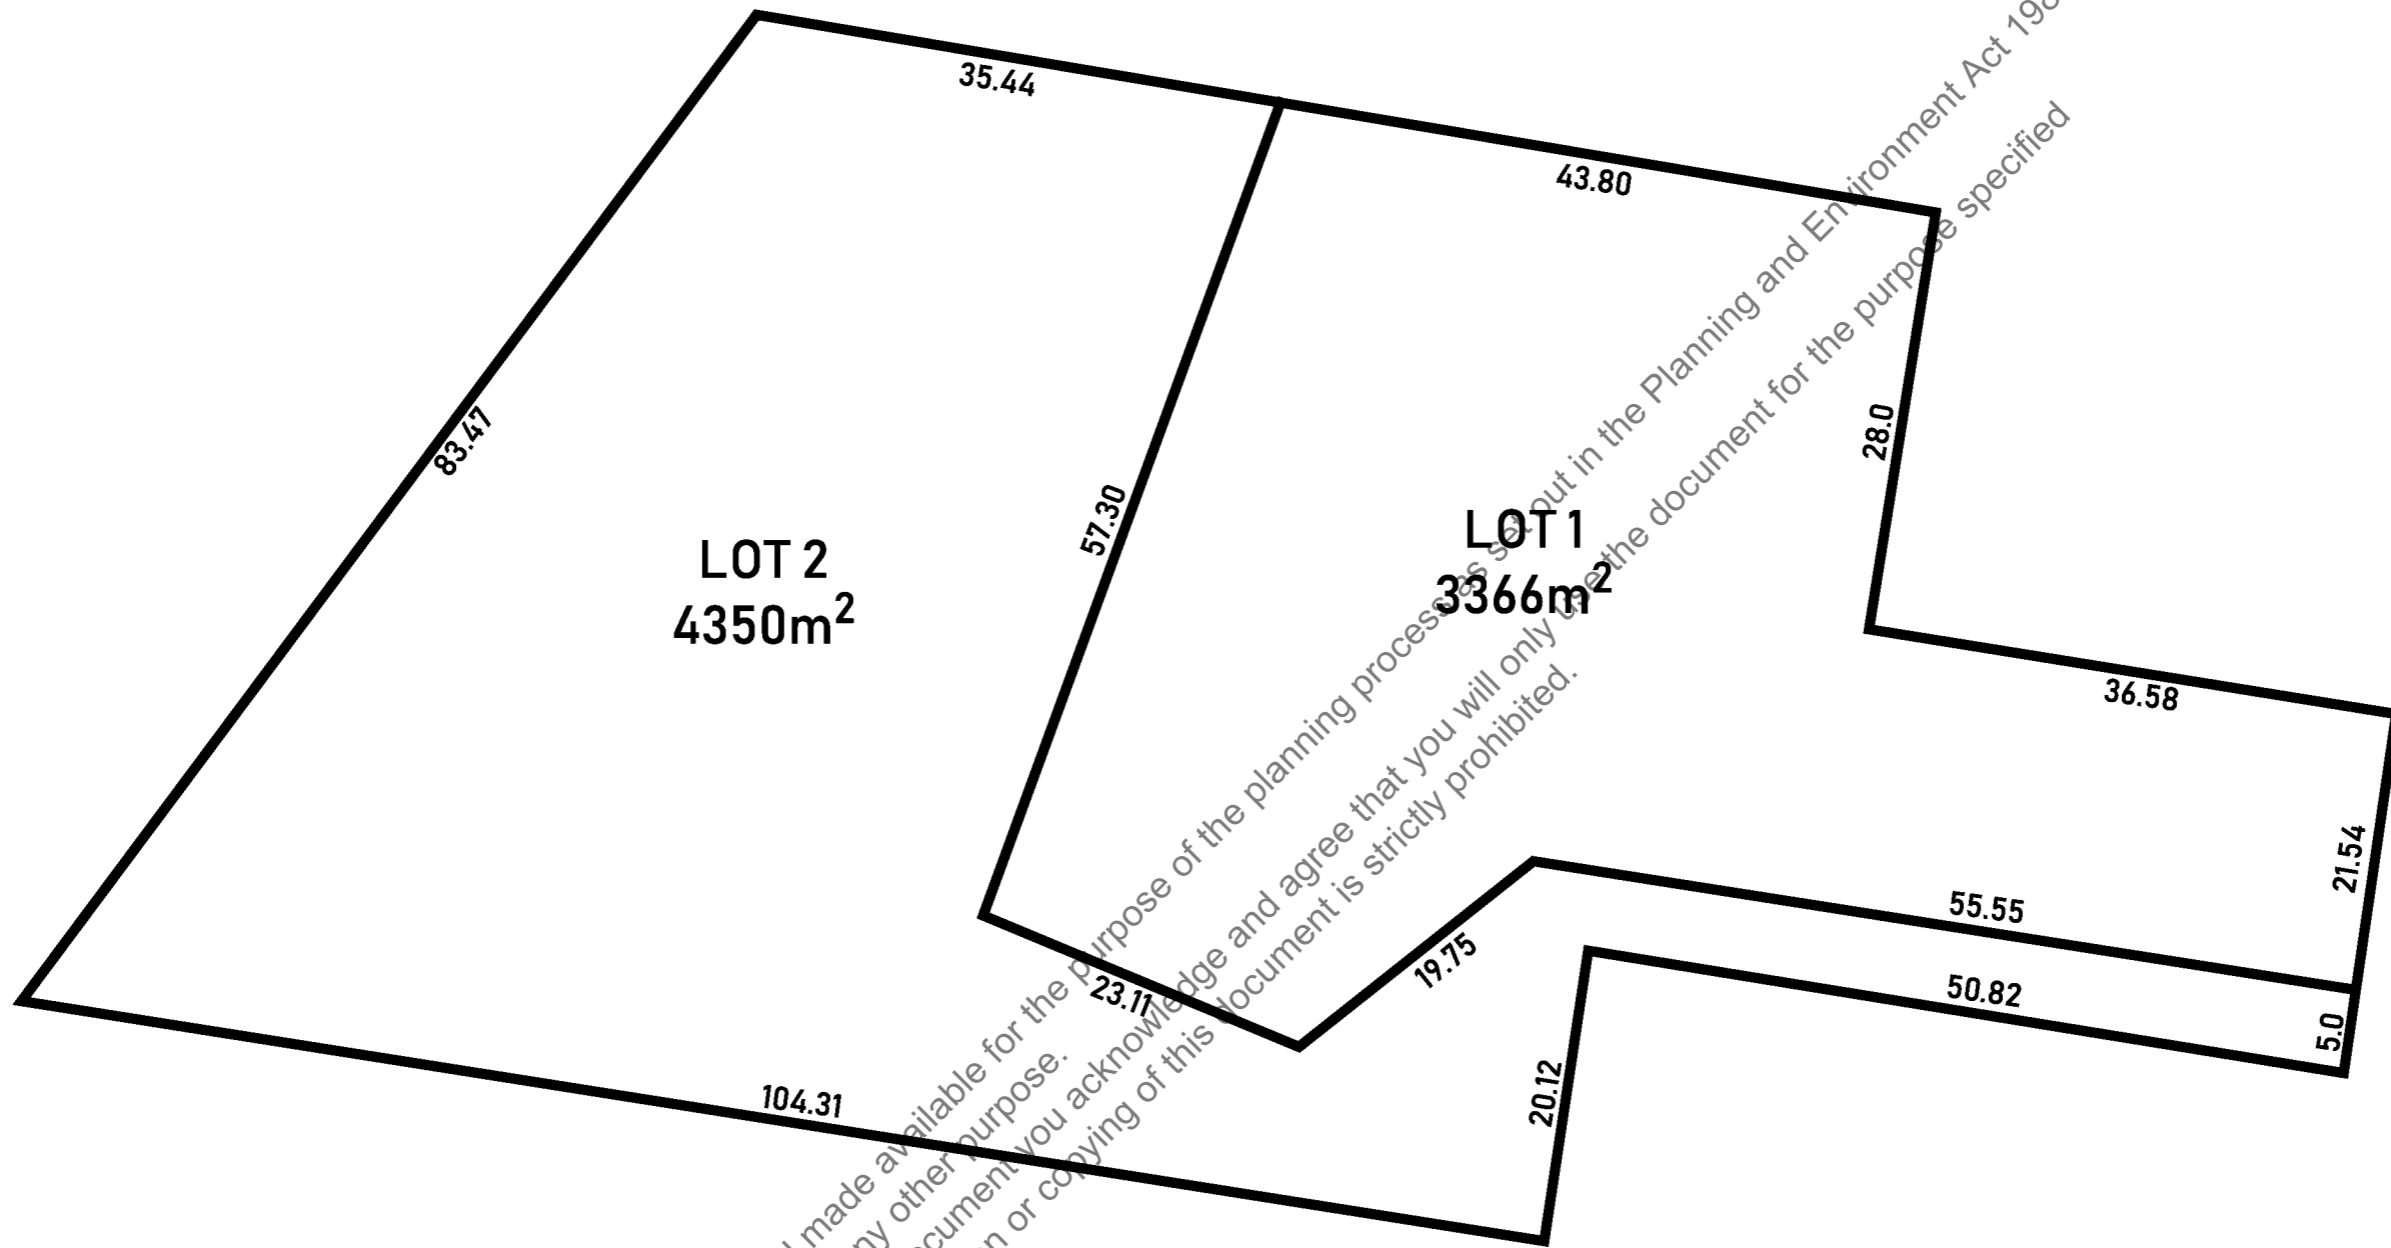 35.44
43.80
28.0
83.47
57.30
LOT 2
4350m²
LOT 1
3366m²
36.58
21.54
55.55
50.82
5.0
19.75
23.11
20.12
104.31
made available for the purpose of the planning process as set out in the Planning and Environment Act
any other purpose.
document you acknowledge and agree that you will only use the document for the purpose specified
or copying of this document is strictly prohibited.